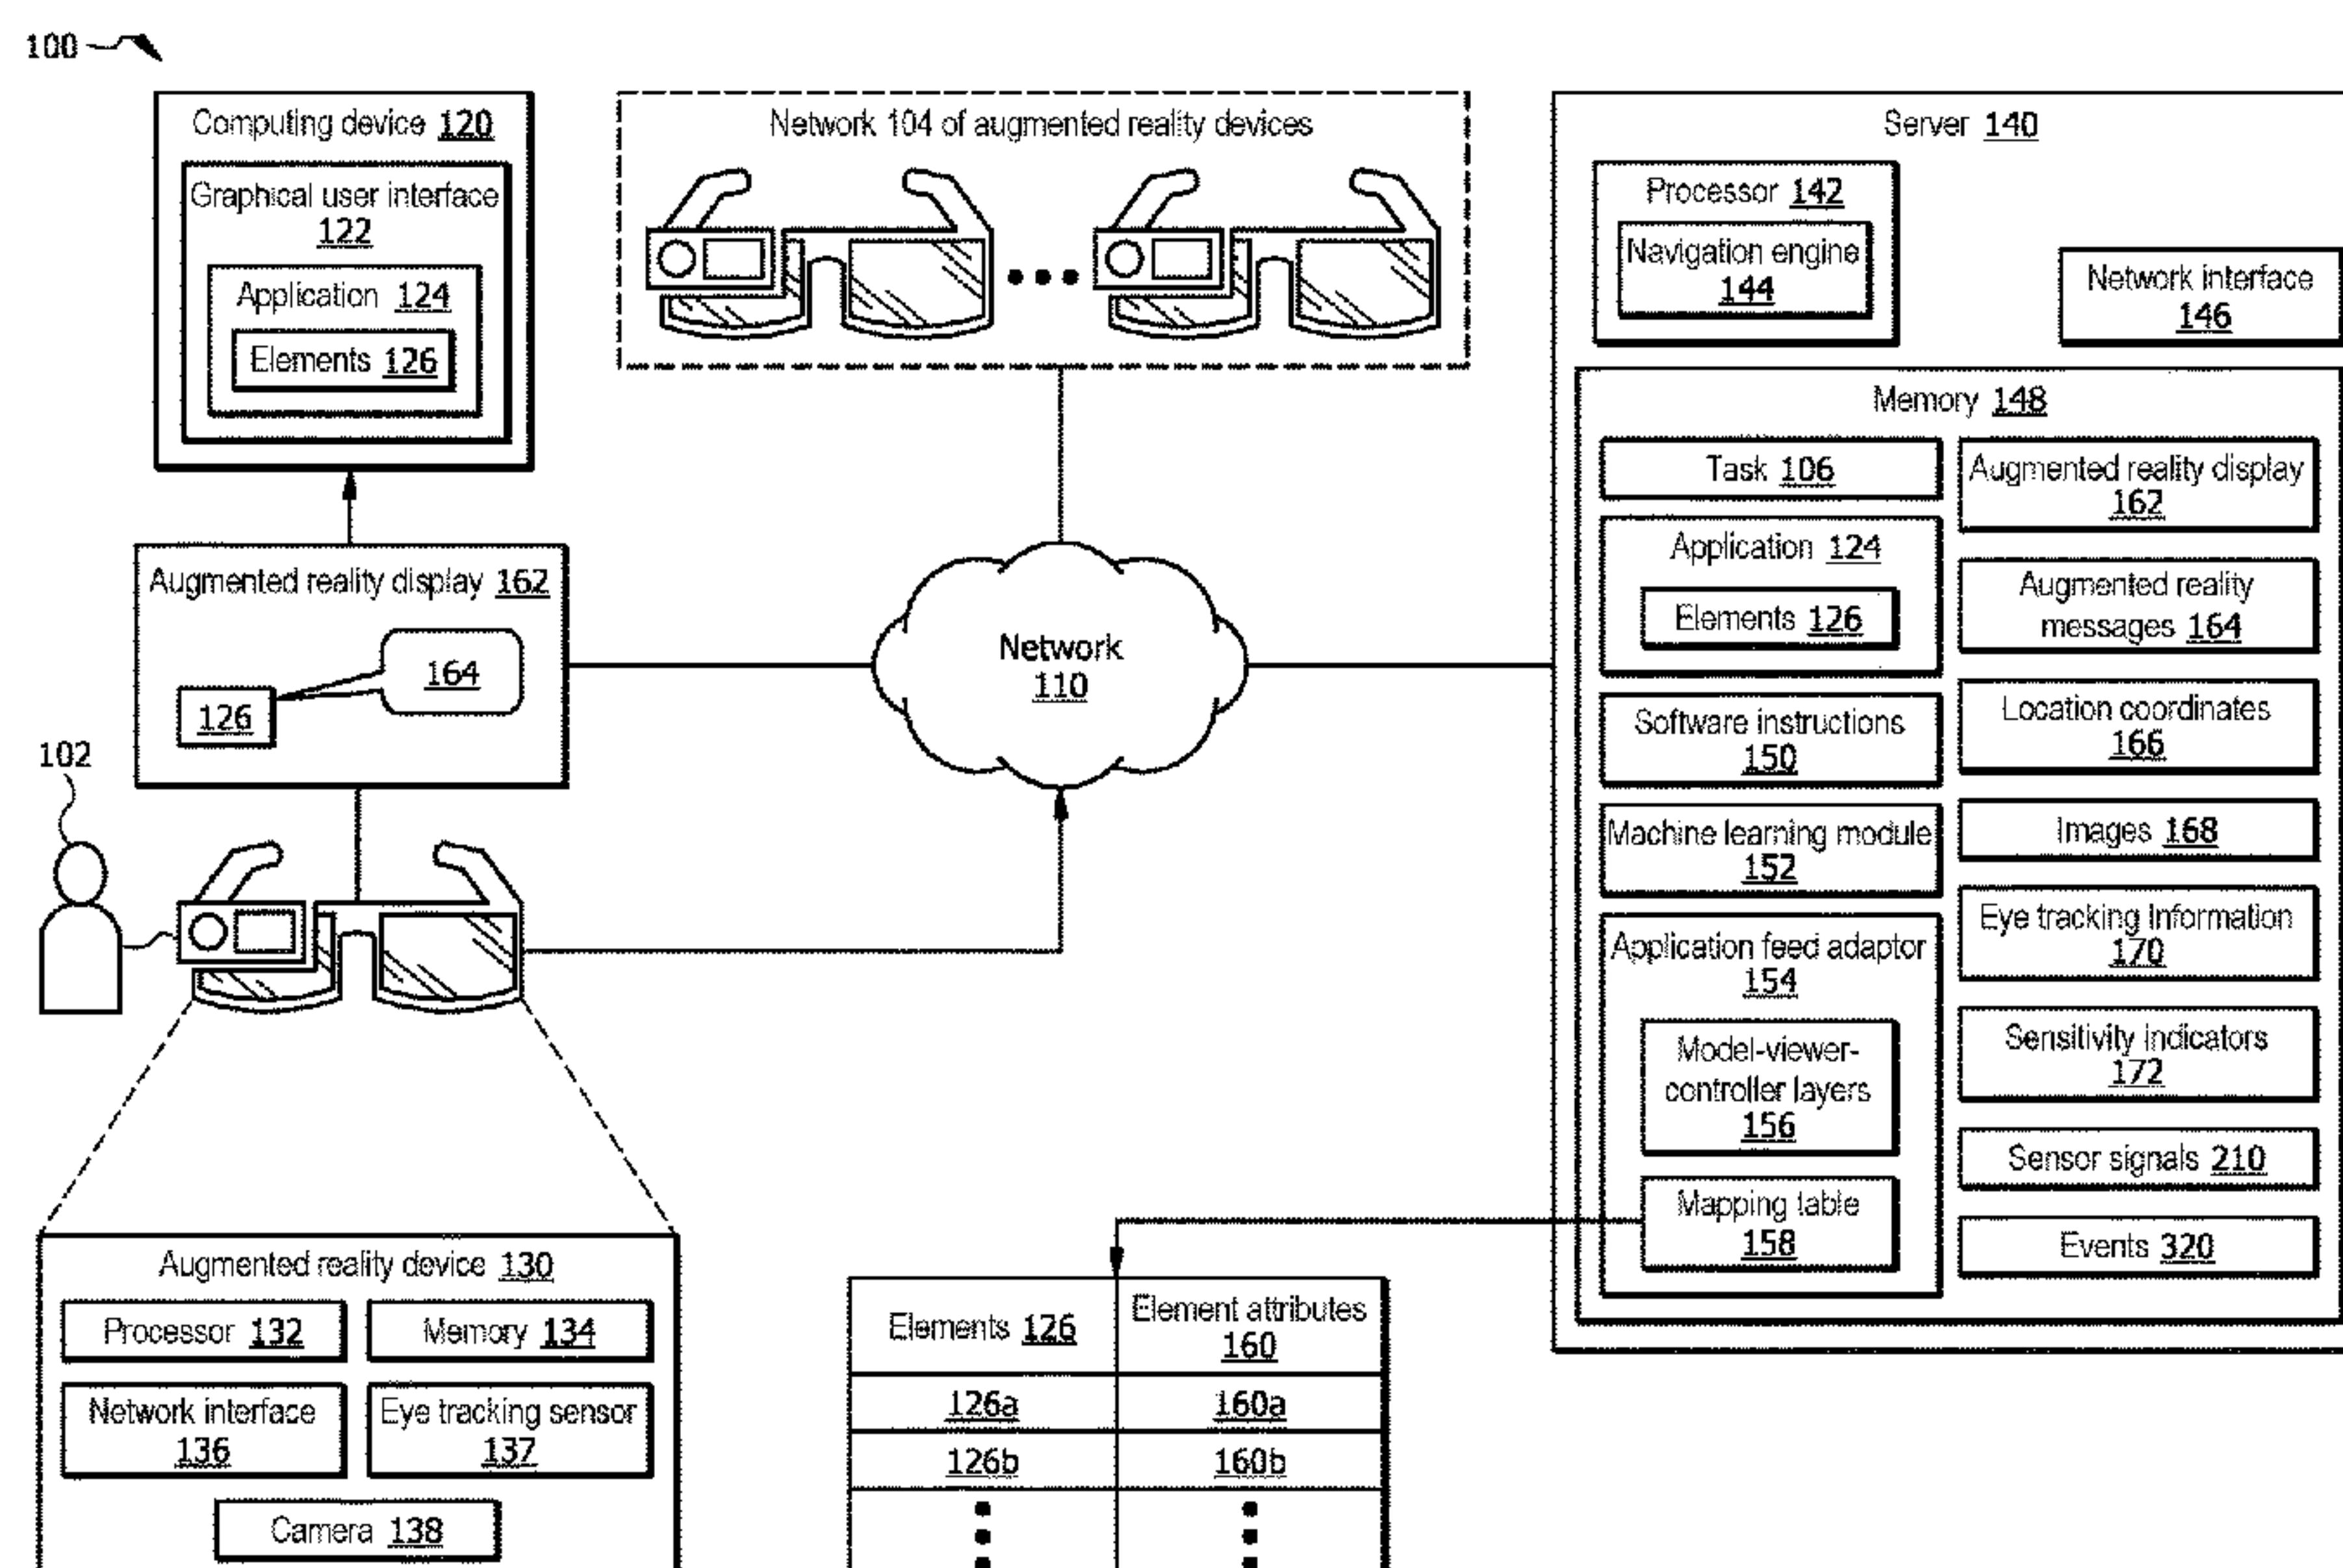 100
Computing device 120
Graphical user interface
122
Application 124
Elements 126
Network 104 of augmented reality devices
Server 140
Processor 142
Navigation engine
144
Network interface
146
Memory 148
Task 106
Application 124
Elements 126
Software instructions
150
Machine learning module
152
Application feed adaptor
154
Model-viewer-
controller layers
156
Mapping table
158
Augmented reality display
162
Augmented reality
messages 164
Location coordinates
166
Images 168
Eye tracking Information
170
Sensitivity indicators
172
Sensor signals 210
Events 320
Augmented reality display 162
164
126
Network
110
102
Augmented reality device 130
Processor 132
Memory 134
Network interface
136
Eye tracking sensor
137
Camera 138
Elements 126
Element attributes
160
126a
160a
126b
160b